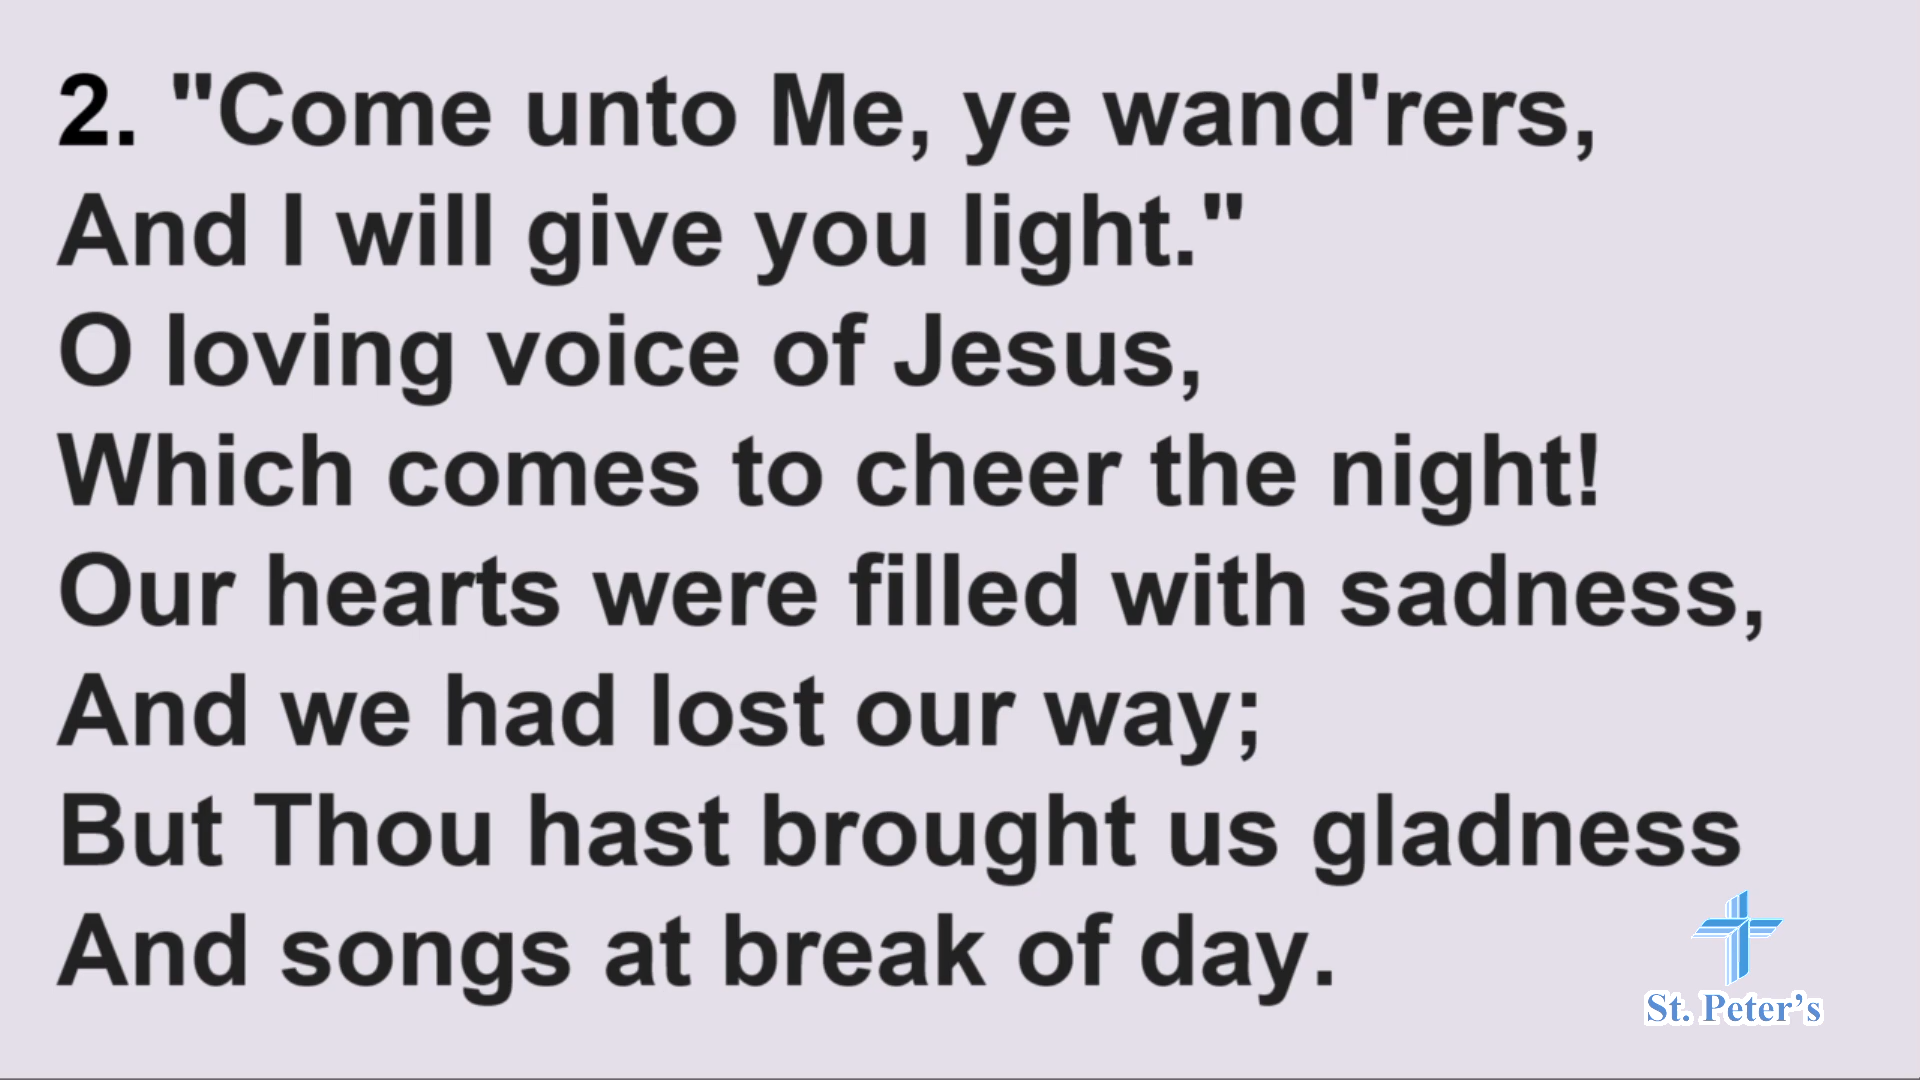 2. "Come unto Me, ye wand'rers,
And I will give you light."
O loving voice of Jesus,
Which comes to cheer the night!
Our hearts were filled with sadness,
And we had lost our way;
But Thou hast brought us gladness
And songs at break of day.
St. Peter’s